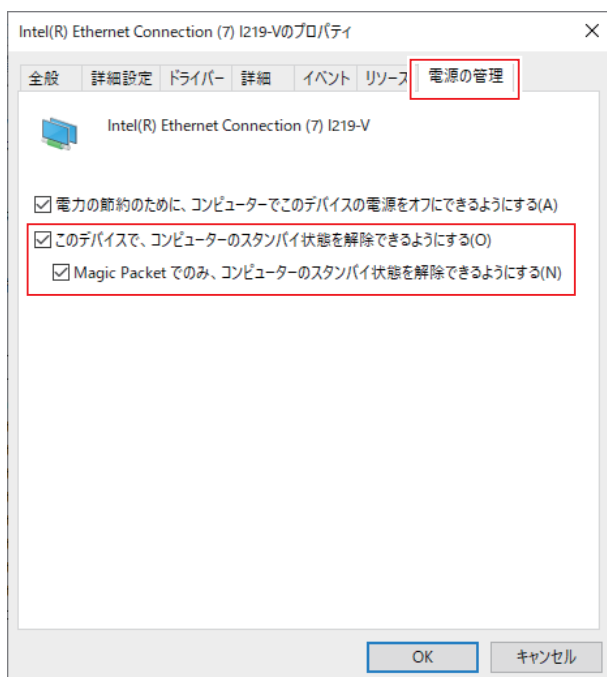 Intel(R) Ethernet Connection (7) I219-Vのプロパティ
全般 詳細設定 ドライバー 詳細 イベント リソース 電源の管理
Intel(R) Ethernet Connection (7) I219-V
電力の節約のために、コンピューターでこのデバイスの電源をオフにできるようにする(A)
このデバイスで、コンピューターのスタンバイ状態を解除できるようにする(O)
Magic Packet でのみ、コンピューターのスタンバイ状態を解除できるようにする(N)
OK キャンセル